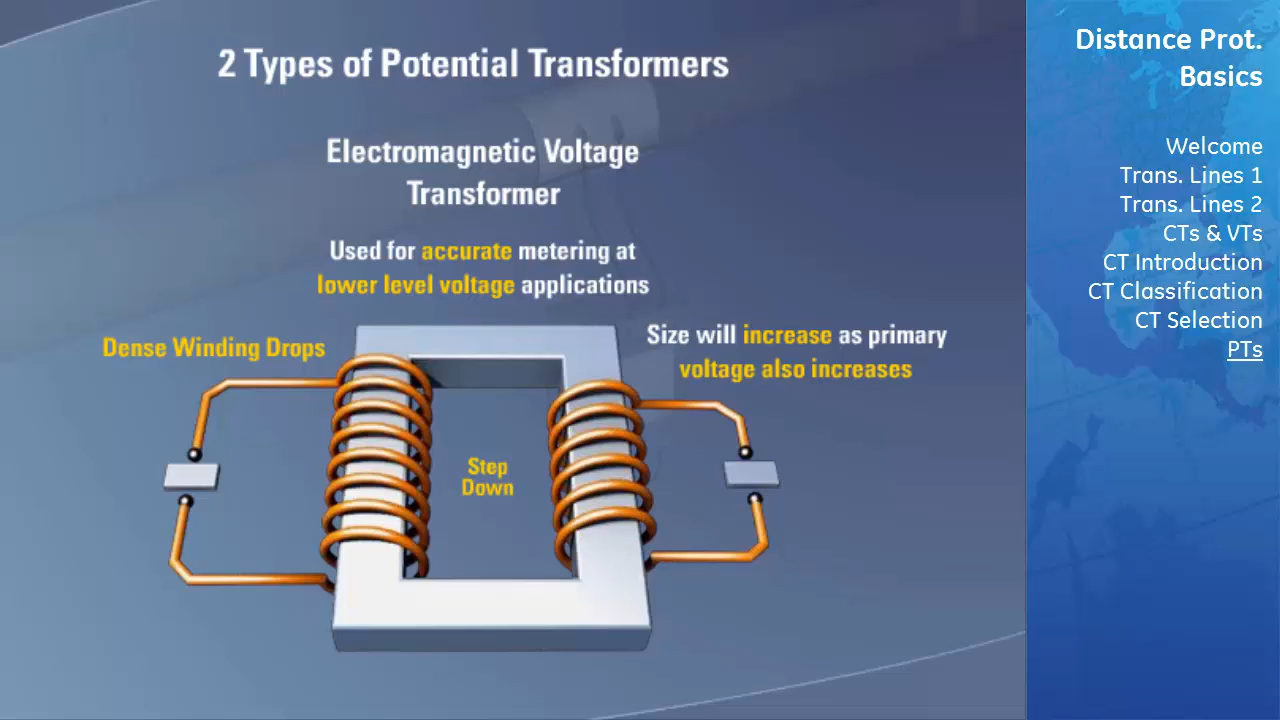 2 Types of Potential Transformers
Electromagnetic Voltage
Transformer
Used for accurate metering at
lower level voltage applications
Dense Winding Drops
Size will increase as primary
voltage also increases
Step
Down
Distance Prot.
Basics
Welcome
Trans. Lines 1
Trans. Lines 2
CTs & VTs
CT Introduction
CT Classification
CT Selection
PTs